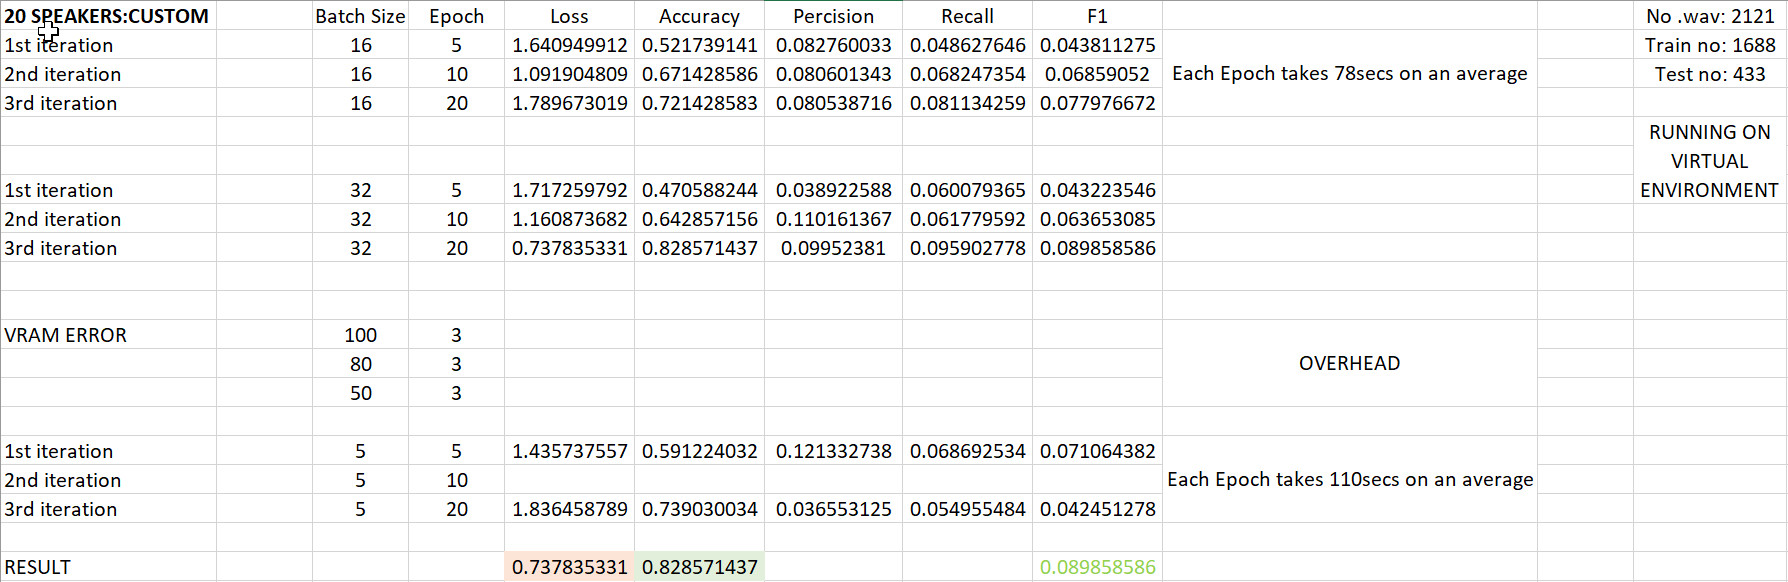 20 SPEAKERS:CUSTOM Batch Size Epoch Loss Accuracy Percision Recall F1 No .wav: 2121
1st iteration 16 5 1.640949912 0.521739141 0.082760033 0.048627646 0.043811275 Train no: 1688
2nd iteration 16 10 1.091904809 0.671428586 0.080601343 0.068247354 0.06859052 Each Epoch takes 78secs on an average Test no: 433
3rd iteration 16 20 1.789673019 0.721428583 0.080538716 0.081134259 0.077976672
RUNNING ON
VIRTUAL
1st iteration 32 5 1.717259792 0.470588244 0.038922588 0.060079365 0.043223546 ENVIRONMENT
2nd iteration 32 10 1.160873682 0.642857156 0.110161367 0.061779592 0.063653085
3rd iteration 32 20 0.737835331 0.828571437 0.09952381 0.095902778 0.089858586
VRAM ERROR 100 3
80 3 OVERHEAD
50 3
1st iteration 5 5 1.435737557 0.591224032 0.121332738 0.068692534 0.071064382
2nd iteration 5 10 Each Epoch takes 110secs on an average
3rd iteration 5 20 1.836458789 0.739030034 0.036553125 0.054955484 0.042451278
RESULT 0.737835331 0.828571437 0.089858586